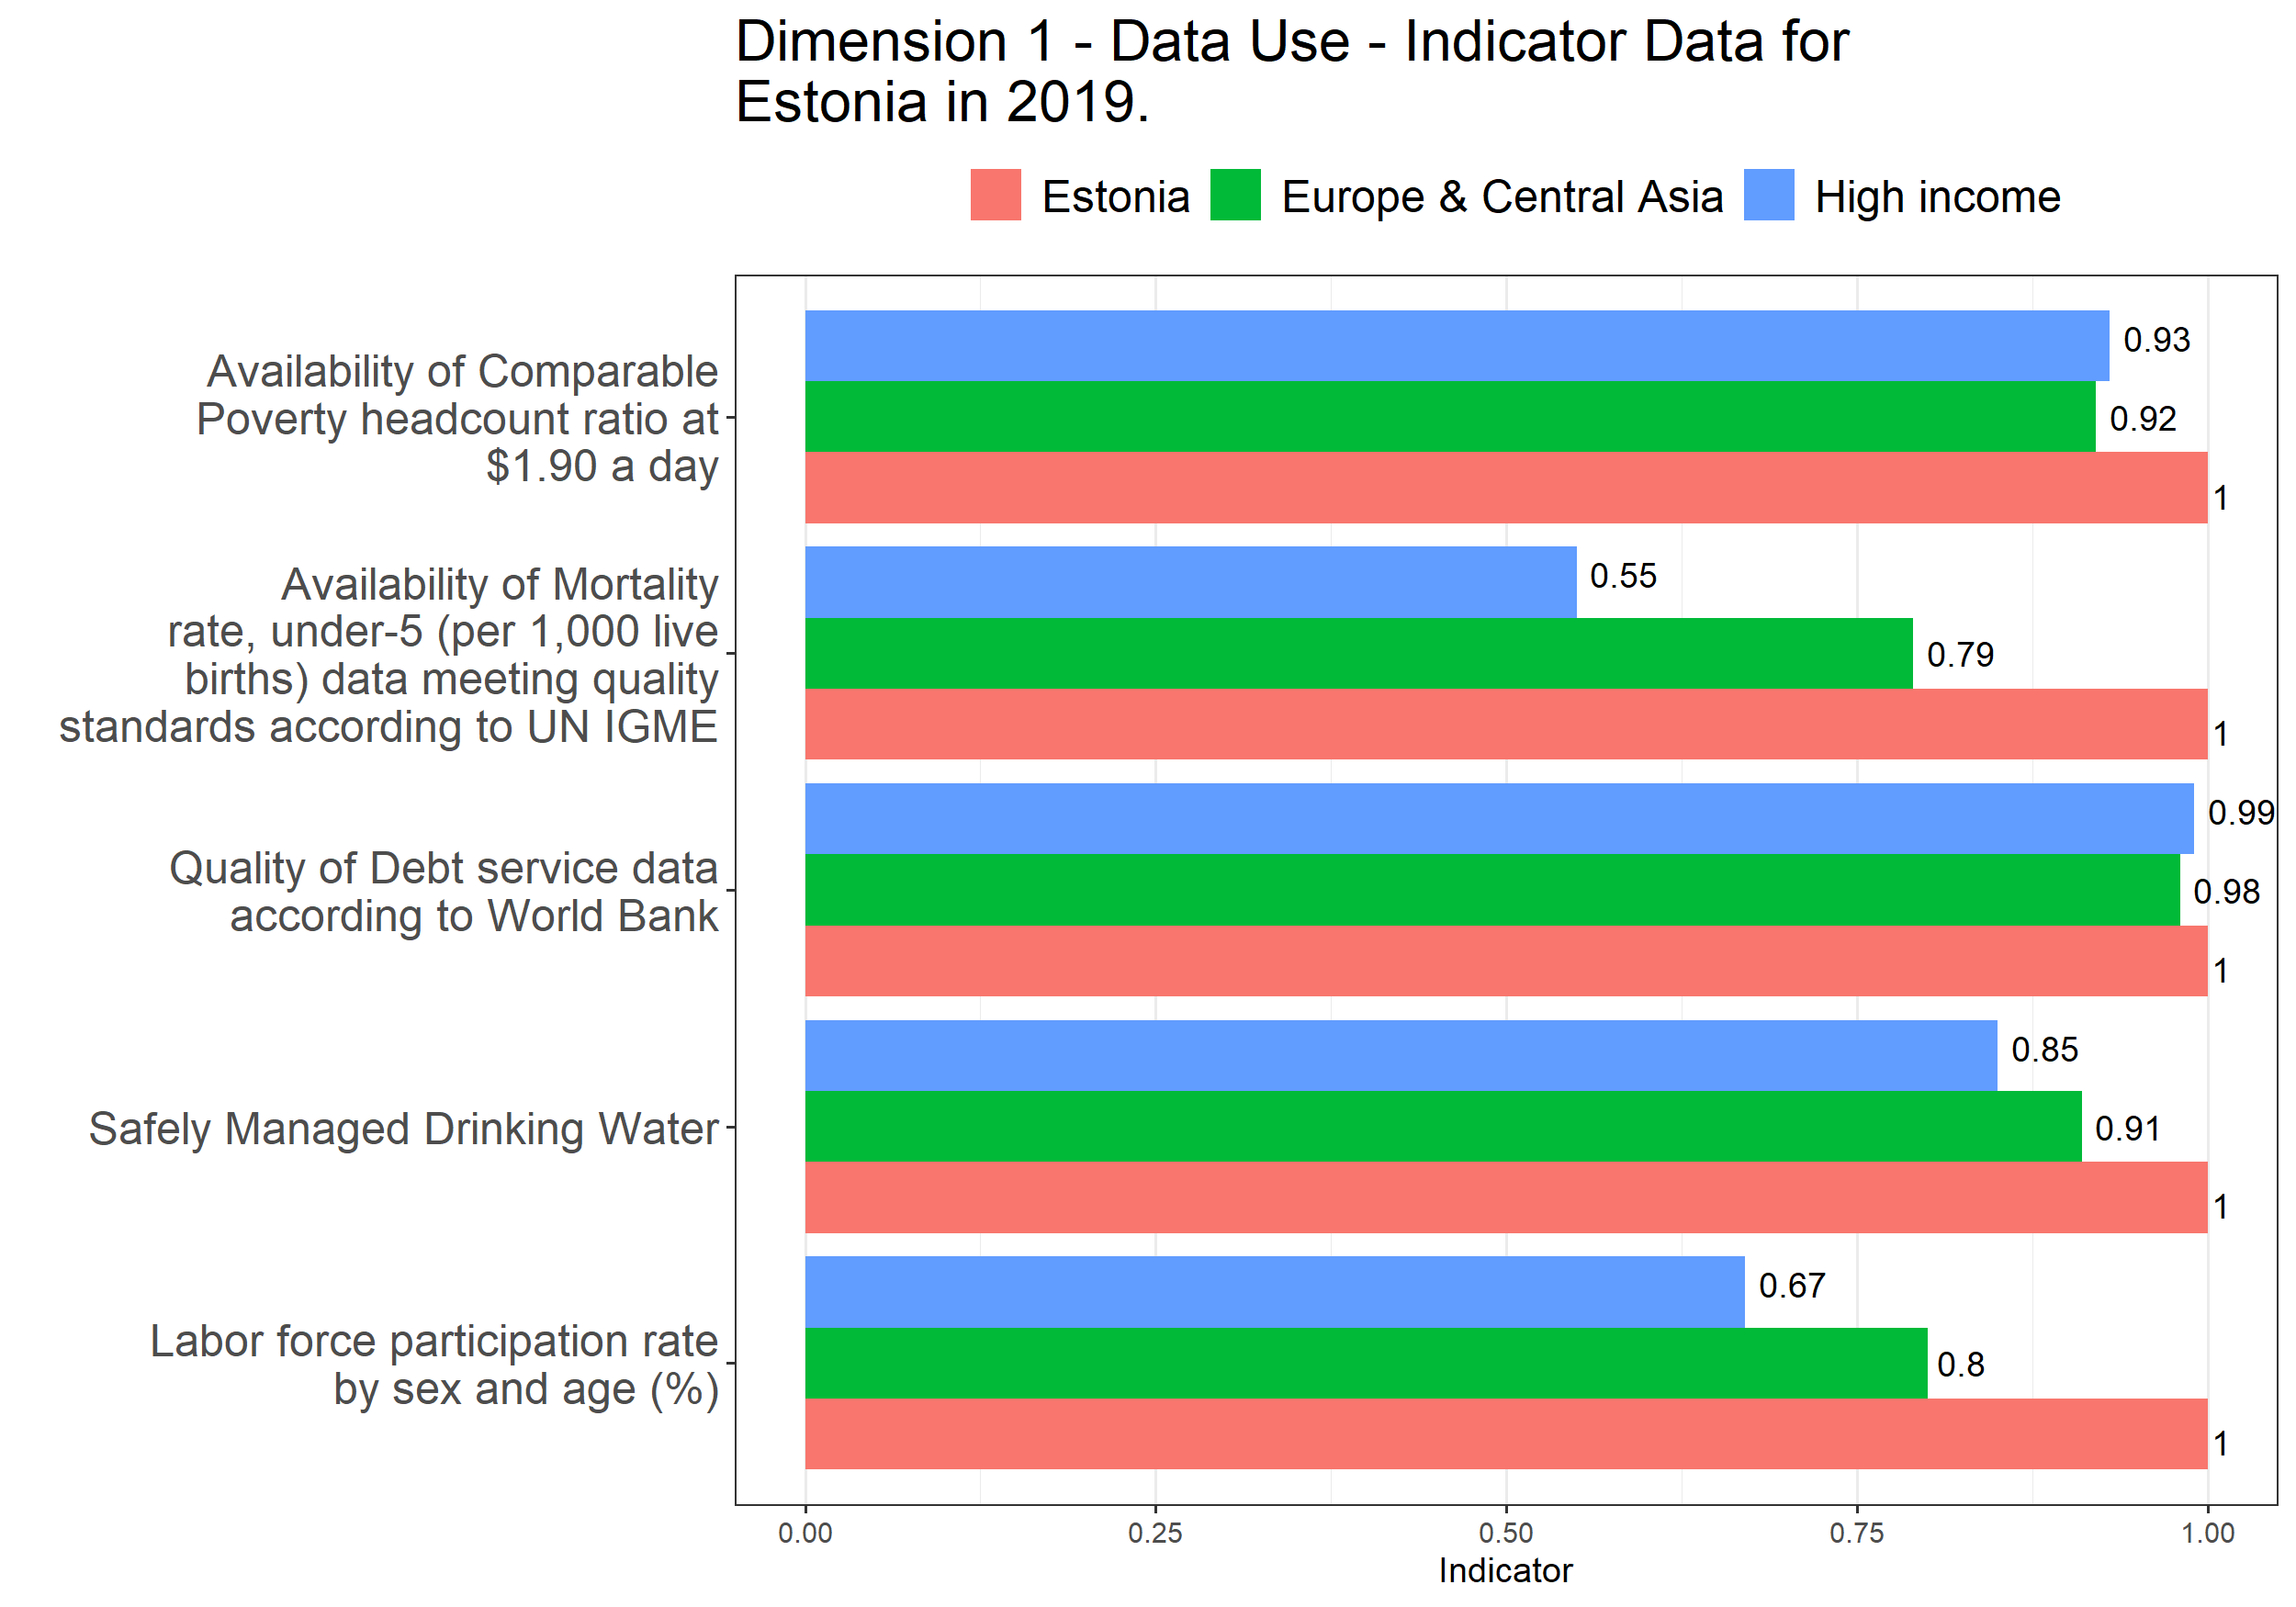 Dimension 1 - Data Use - Indicator Data for
Estonia in 2019.
Estonia
Europe & Central Asia
High income
Availability of Comparable
Poverty headcount ratio at
$1.90 a day
0.93
0.92
1
Availability of Mortality
rate, under-5 (per 1,000 live
births) data meeting quality
standards according to UN IGME
0.55
0.79
1
Quality of Debt service data
according to World Bank
0.99
0.98
1
Safely Managed Drinking Water
0.85
0.91
1
Labor force participation rate
by sex and age (%)
0.67
0.8
1
0.00
0.25
0.50
0.75
1.00
Indicator